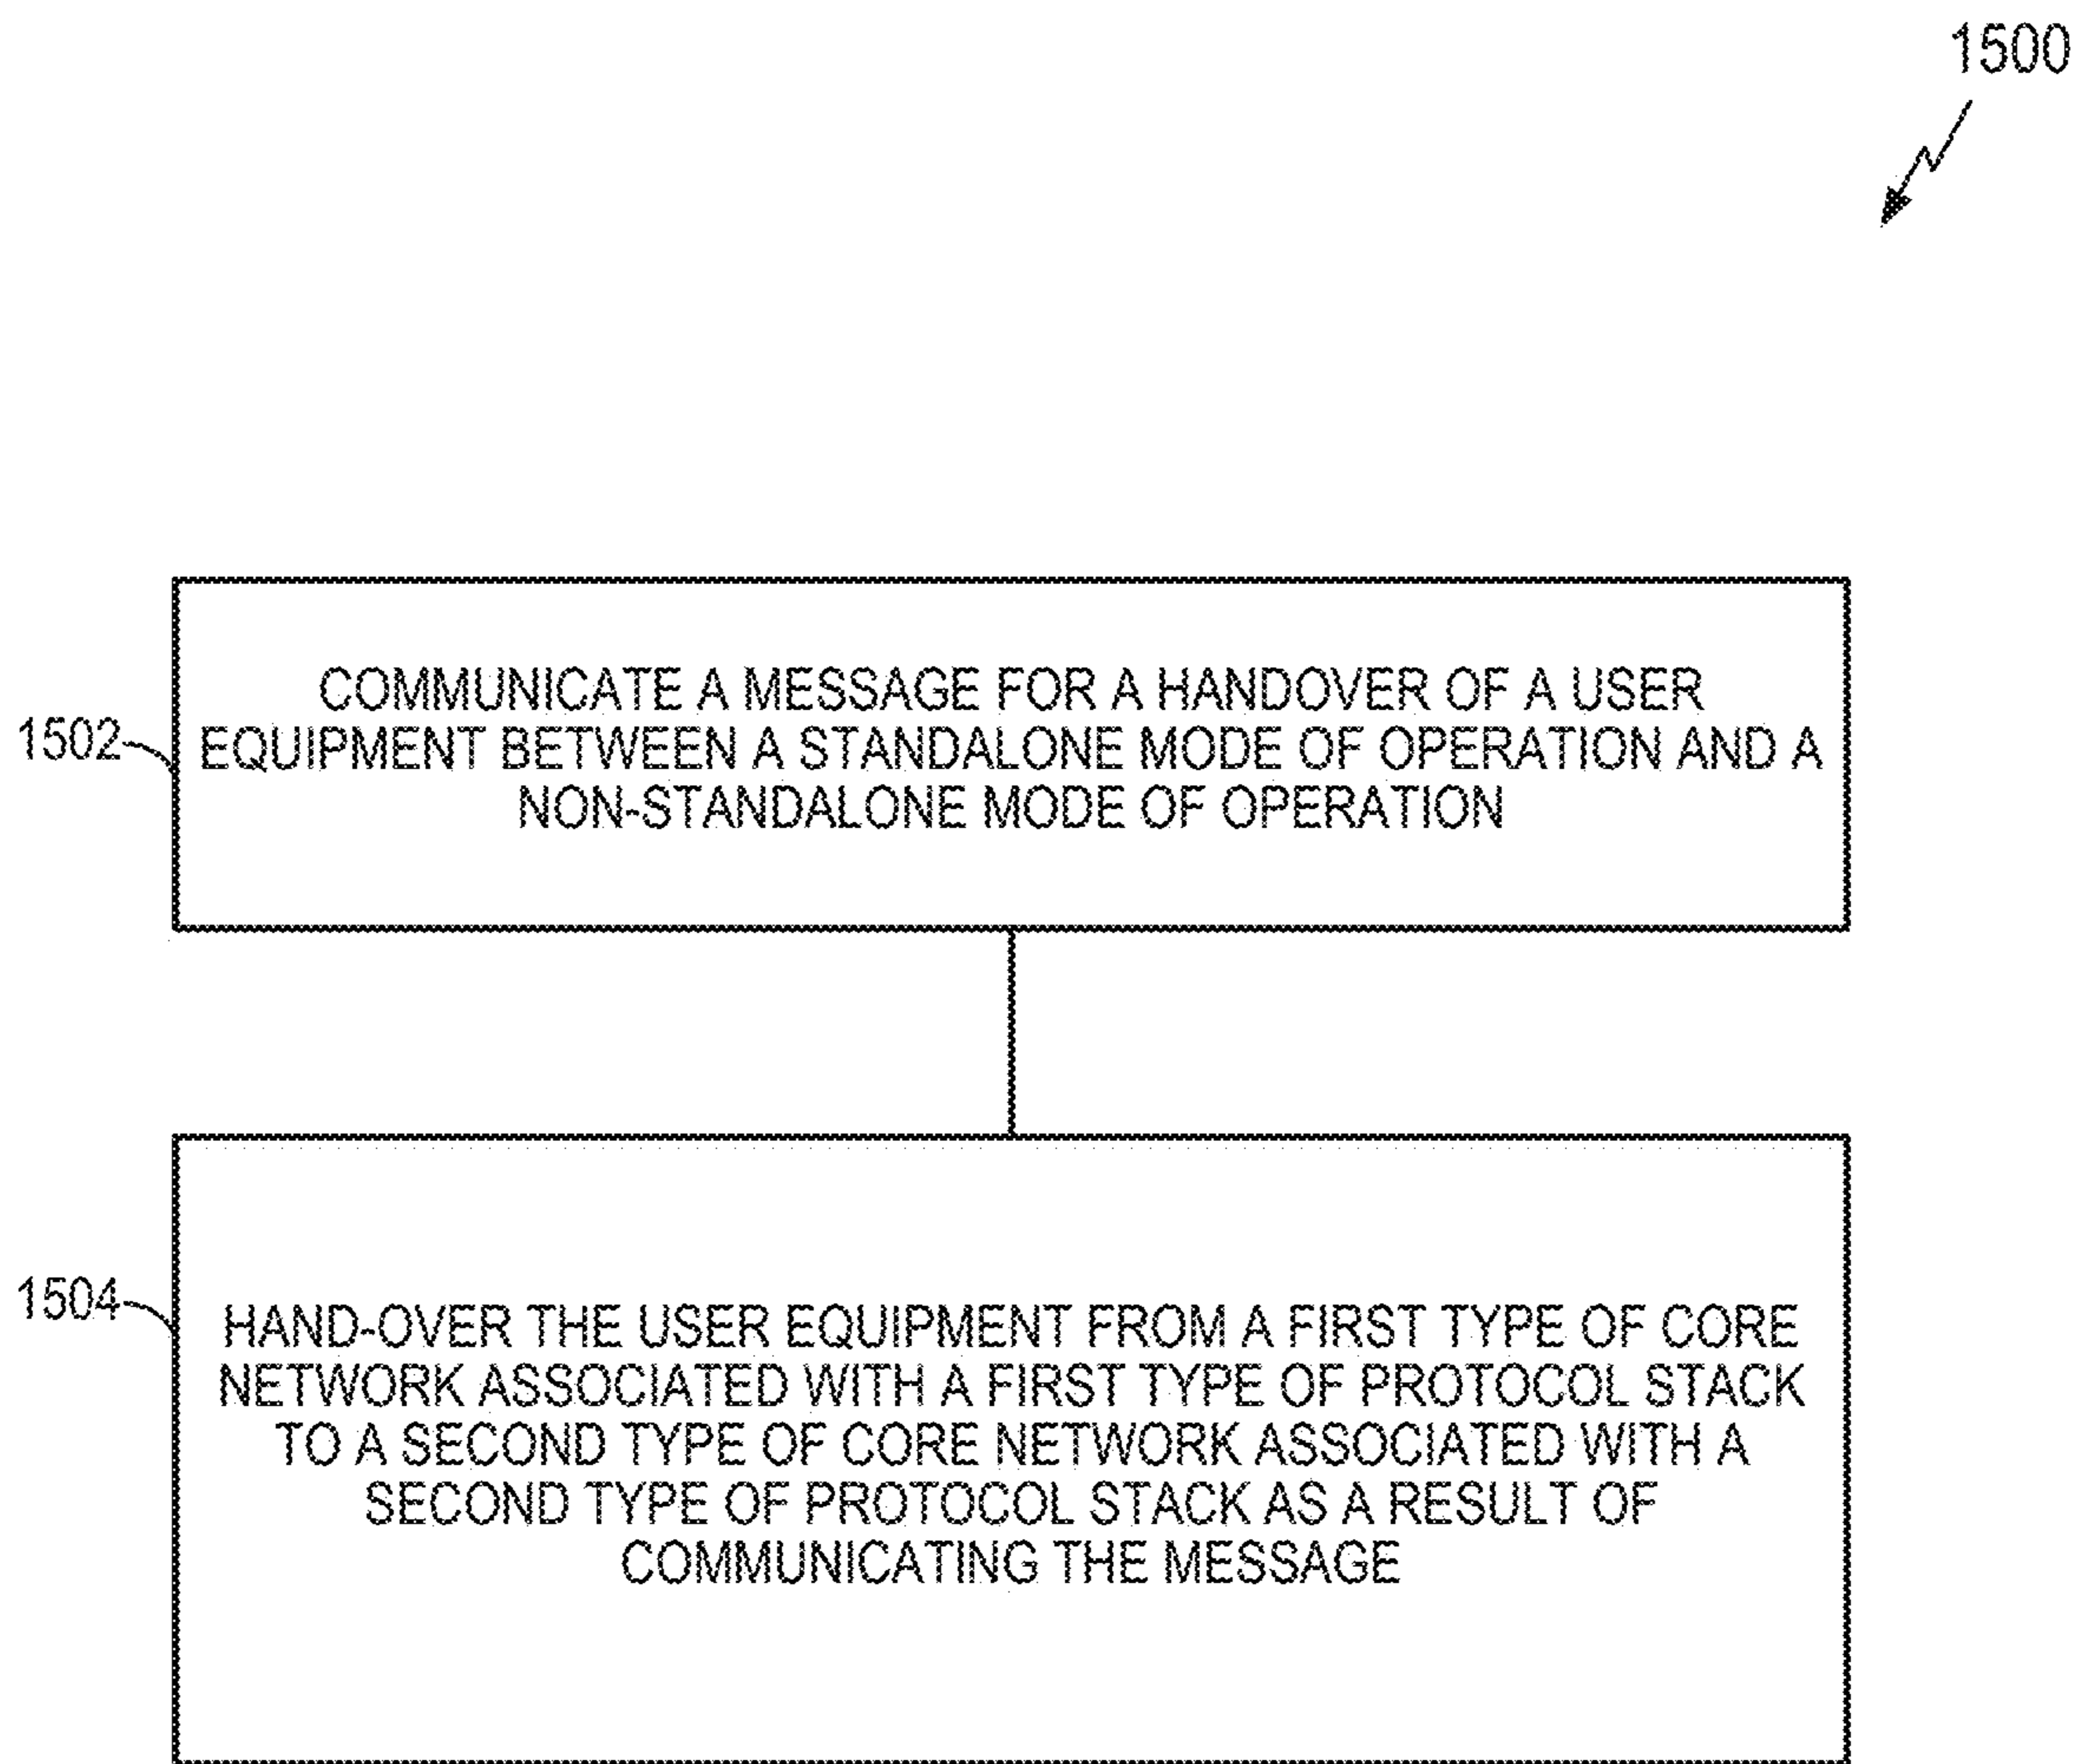 1500
1502
COMMUNICATE A MESSAGE FOR A HANDOVER OF A USER
EQUIPMENT BETWEEN A STANDALONE MODE OF OPERATION AND A
NON-STANDALONE MODE OF OPERATION
1504
HAND-OVER THE USER EQUIPMENT FROM A FIRST TYPE OF CORE
NETWORK ASSOCIATED WITH A FIRST TYPE OF PROTOCOL STACK
TO A SECOND TYPE OF CORE NETWORK ASSOCIATED WITH A
SECOND TYPE OF PROTOCOL STACK AS A RESULT OF
COMMUNICATING THE MESSAGE